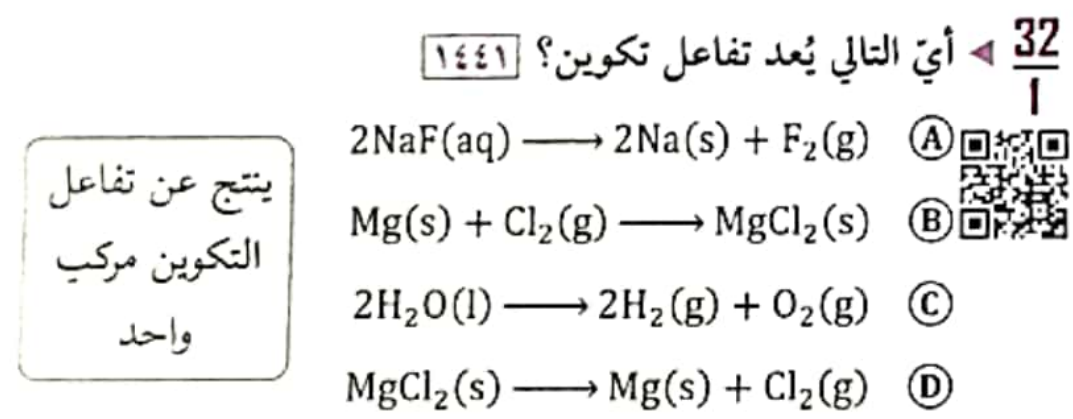 32/1 ◀ أيّ التالي يُعد تفاعل تكوين؟ ١٤٤١
Ⓐ 2NaF(aq) ⟶ 2Na(s) + F₂(g)
Ⓑ Mg(s) + Cl₂(g) ⟶ MgCl₂(s)
Ⓒ 2H₂O(l) ⟶ 2H₂(g) + O₂(g)
Ⓓ MgCl₂(s) ⟶ Mg(s) + Cl₂(g)
ينتج عن تفاعل
التكوين مركب
واحد